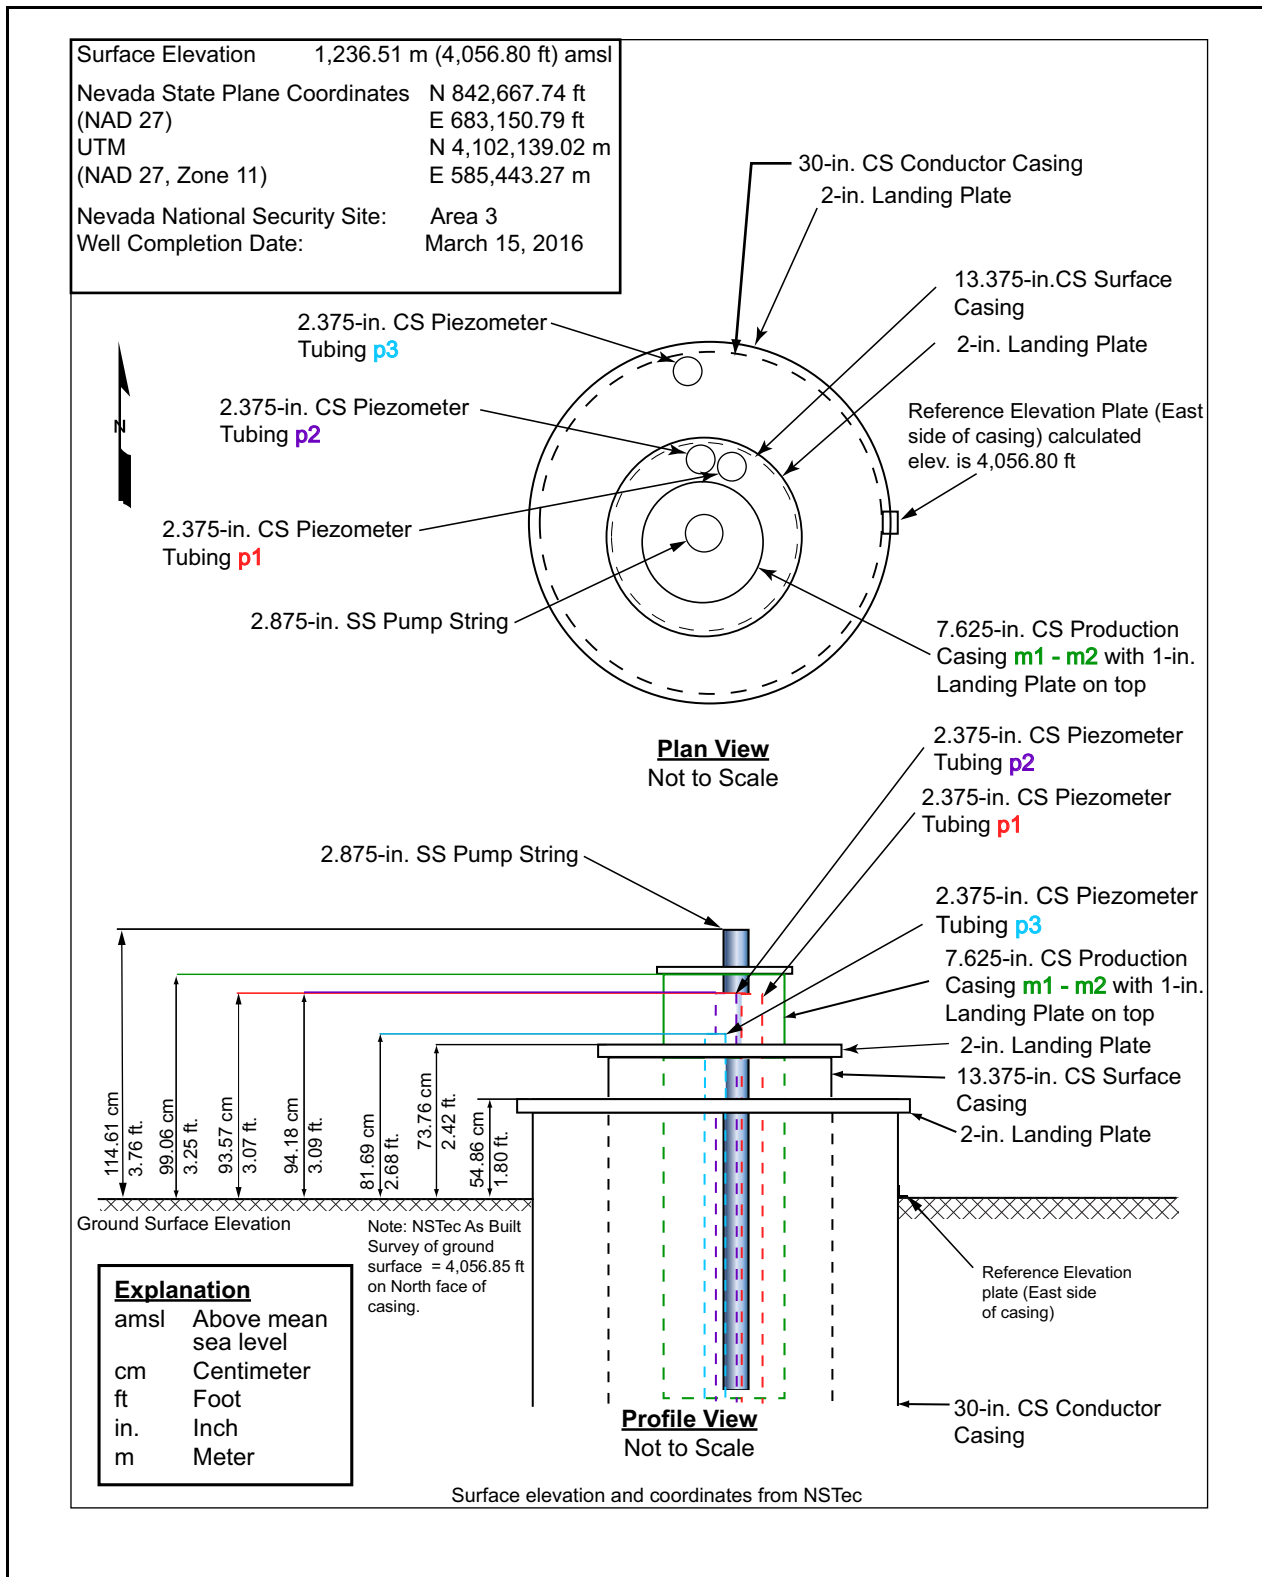 Surface Elevation 1,236.51 m (4,056.80 ft) amsl
Nevada State Plane Coordinates N 842,667.74 ft
(NAD 27) E 683,150.79 ft
UTM N 4,102,139.02 m
(NAD 27, Zone 11) E 585,443.27 m
Nevada National Security Site: Area 3
Well Completion Date: March 15, 2016
N
30-in. CS Conductor Casing
2-in. Landing Plate
13.375-in.CS Surface
Casing
2-in. Landing Plate
Reference Elevation Plate (East
side of casing) calculated
elev. is 4,056.80 ft
2.375-in. CS Piezometer
Tubing p3
2.375-in. CS Piezometer
Tubing p2
2.375-in. CS Piezometer
Tubing p1
2.875-in. SS Pump String
7.625-in. CS Production
Casing m1 - m2 with 1-in.
Landing Plate on top
Plan View
Not to Scale
2.375-in. CS Piezometer
Tubing p2
2.375-in. CS Piezometer
Tubing p1
2.875-in. SS Pump String
2.375-in. CS Piezometer
Tubing p3
7.625-in. CS Production
Casing m1 - m2 with 1-in.
Landing Plate on top
2-in. Landing Plate
13.375-in. CS Surface
Casing
2-in. Landing Plate
114.61 cm
3.76 ft.
99.06 cm
3.25 ft.
93.57 cm
3.07 ft.
94.18 cm
3.09 ft.
81.69 cm
2.68 ft.
73.76 cm
2.42 ft.
54.86 cm
1.80 ft.
Ground Surface Elevation
Note: NSTec As Built
Survey of ground
surface = 4,056.85 ft
on North face of
casing.
Reference Elevation
plate (East side
of casing)
Explanation
amsl Above mean
sea level
cm Centimeter
ft Foot
in. Inch
m Meter
30-in. CS Conductor
Casing
Profile View
Not to Scale
Surface elevation and coordinates from NSTec